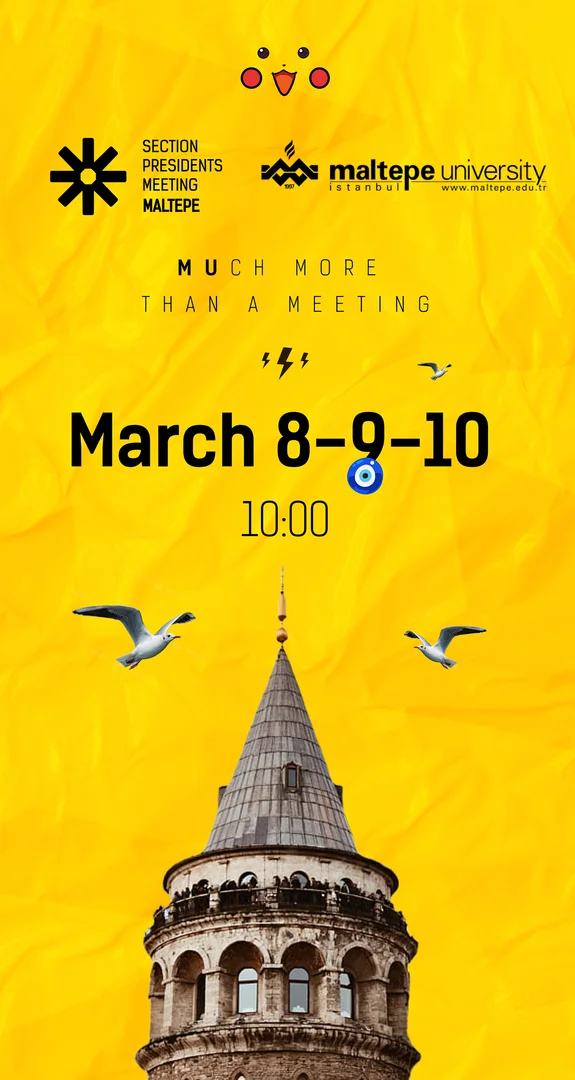 SECTION
PRESIDENTS
MEETING
MALTEPE
1997
maltepe university
istanbul
www.maltepe.edu.tr
MUCH MORE
THAN A MEETING
March 8-9-10
10:00